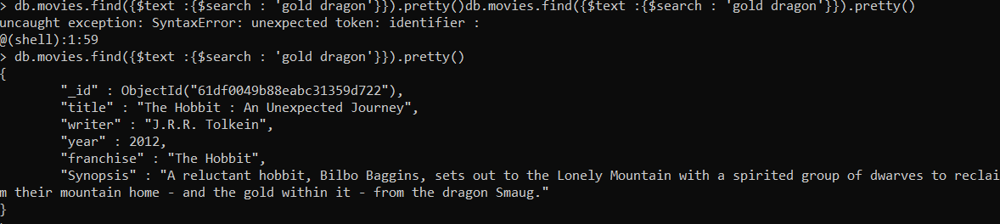 > db.movies.find({$text :{$search : 'gold dragon'}}).pretty()db.movies.find({$text :{$search : 'gold dragon'}}).pretty()
uncaught exception: SyntaxError: unexpected token: identifier :
@(shell):1:59
> db.movies.find({$text :{$search : 'gold dragon'}}).pretty()
{
        "_id" : ObjectId("61df0049b88eabc31359d722"),
        "title" : "The Hobbit : An Unexpected Journey",
        "writer" : "J.R.R. Tolkein",
        "year" : 2012,
        "franchise" : "The Hobbit",
        "Synopsis" : "A reluctant hobbit, Bilbo Baggins, sets out to the Lonely Mountain with a spirited group of dwarves to reclai
m their mountain home - and the gold within it - from the dragon Smaug."
}